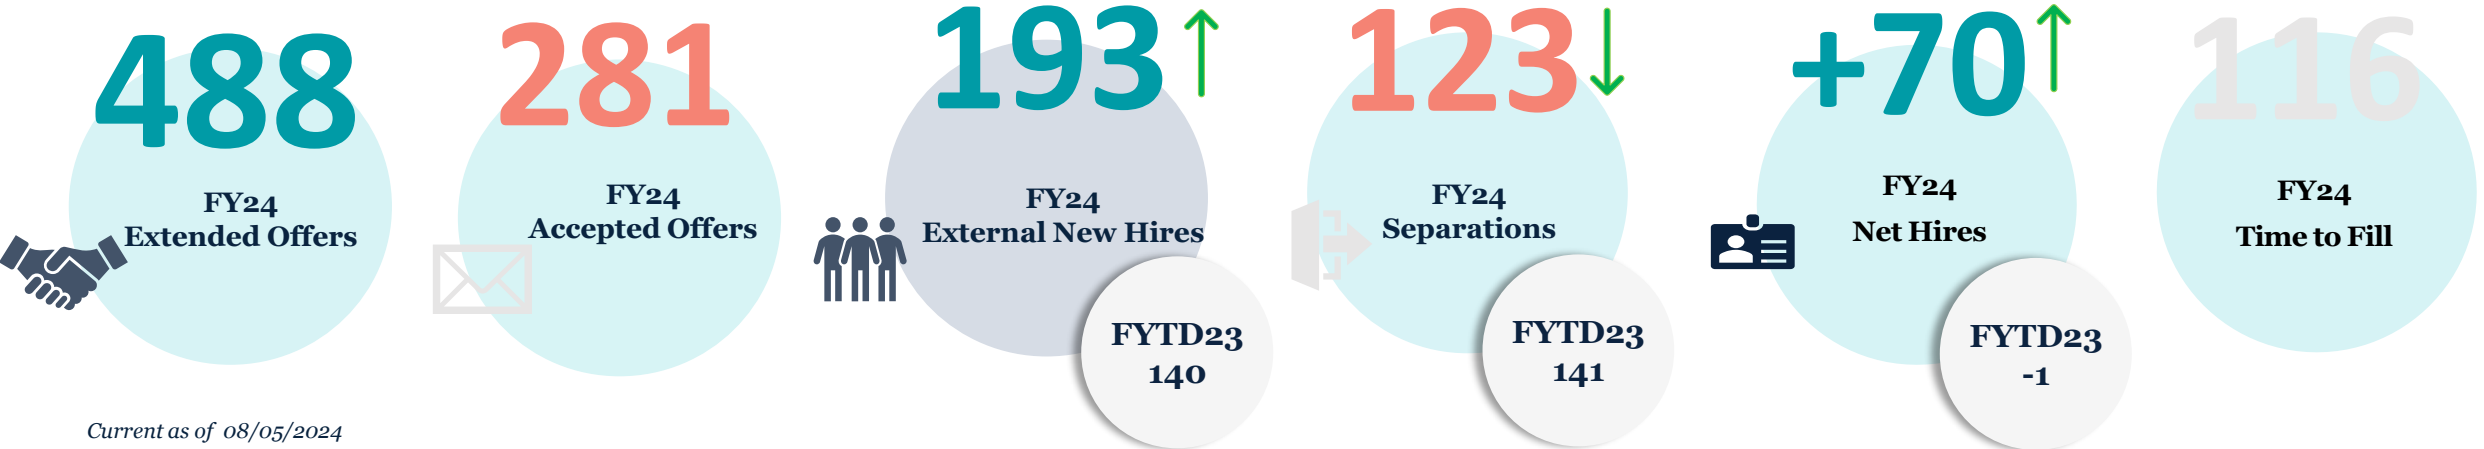 488
FY24
Extended Offers
281
FY24
Accepted Offers
193
FY24
External New Hires
FYTD23
140
123
FY24
Separations
FYTD23
141
+70
FY24
Net Hires
FYTD23
-1
116
FY24
Time to Fill
Current as of 08/05/2024